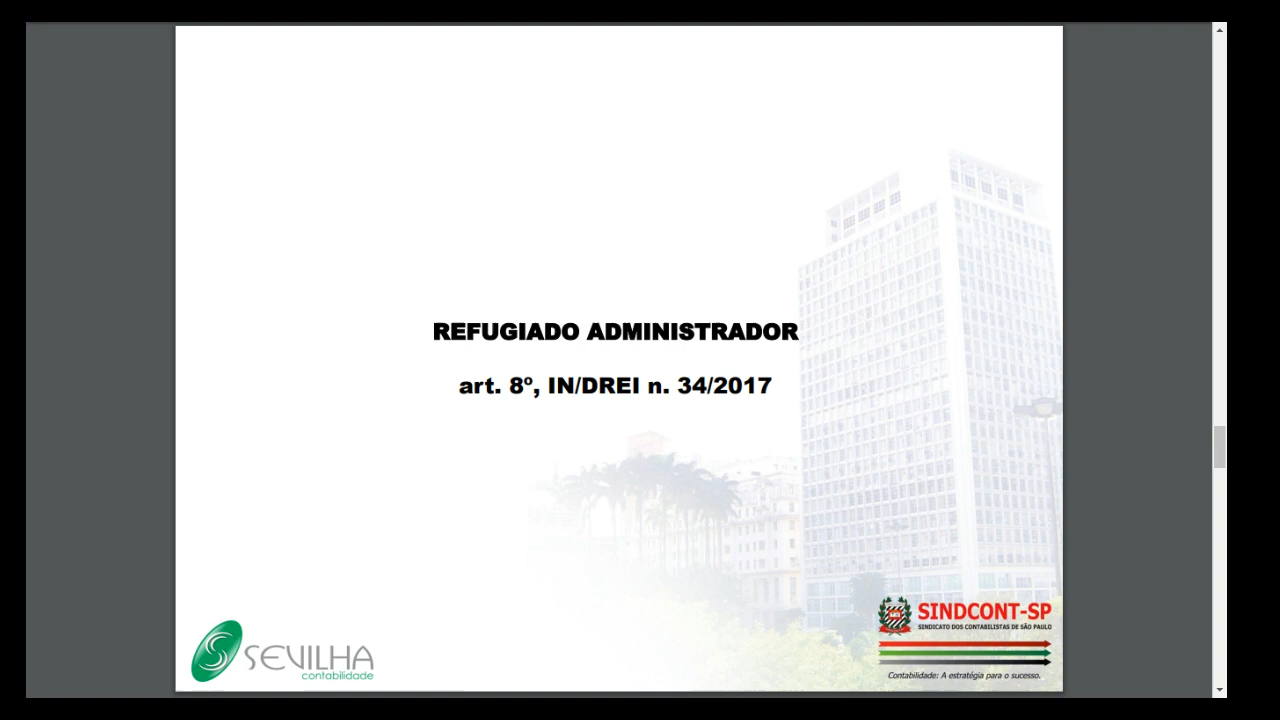 REFUGIADO ADMINISTRADOR
art. 8º, IN/DREI n. 34/2017
SEVILHA
contabilidade
SINDCONT-SP
SINDICATO DOS CONTABILISTAS DE SÃO PAULO
Contabilidade: A estratégia para o sucesso.